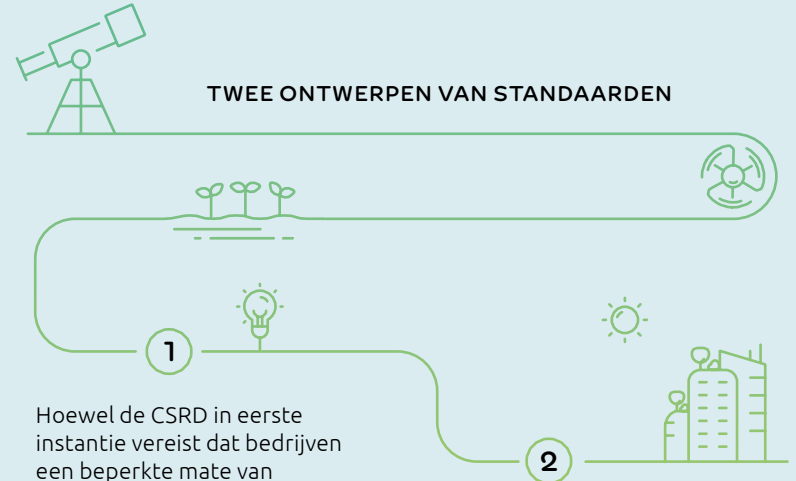 TWEE ONTWERPEN VAN STANDAARDEN
1
Hoewel de CSRD in eerste
instantie vereist dat bedrijven
een beperkte mate van
2